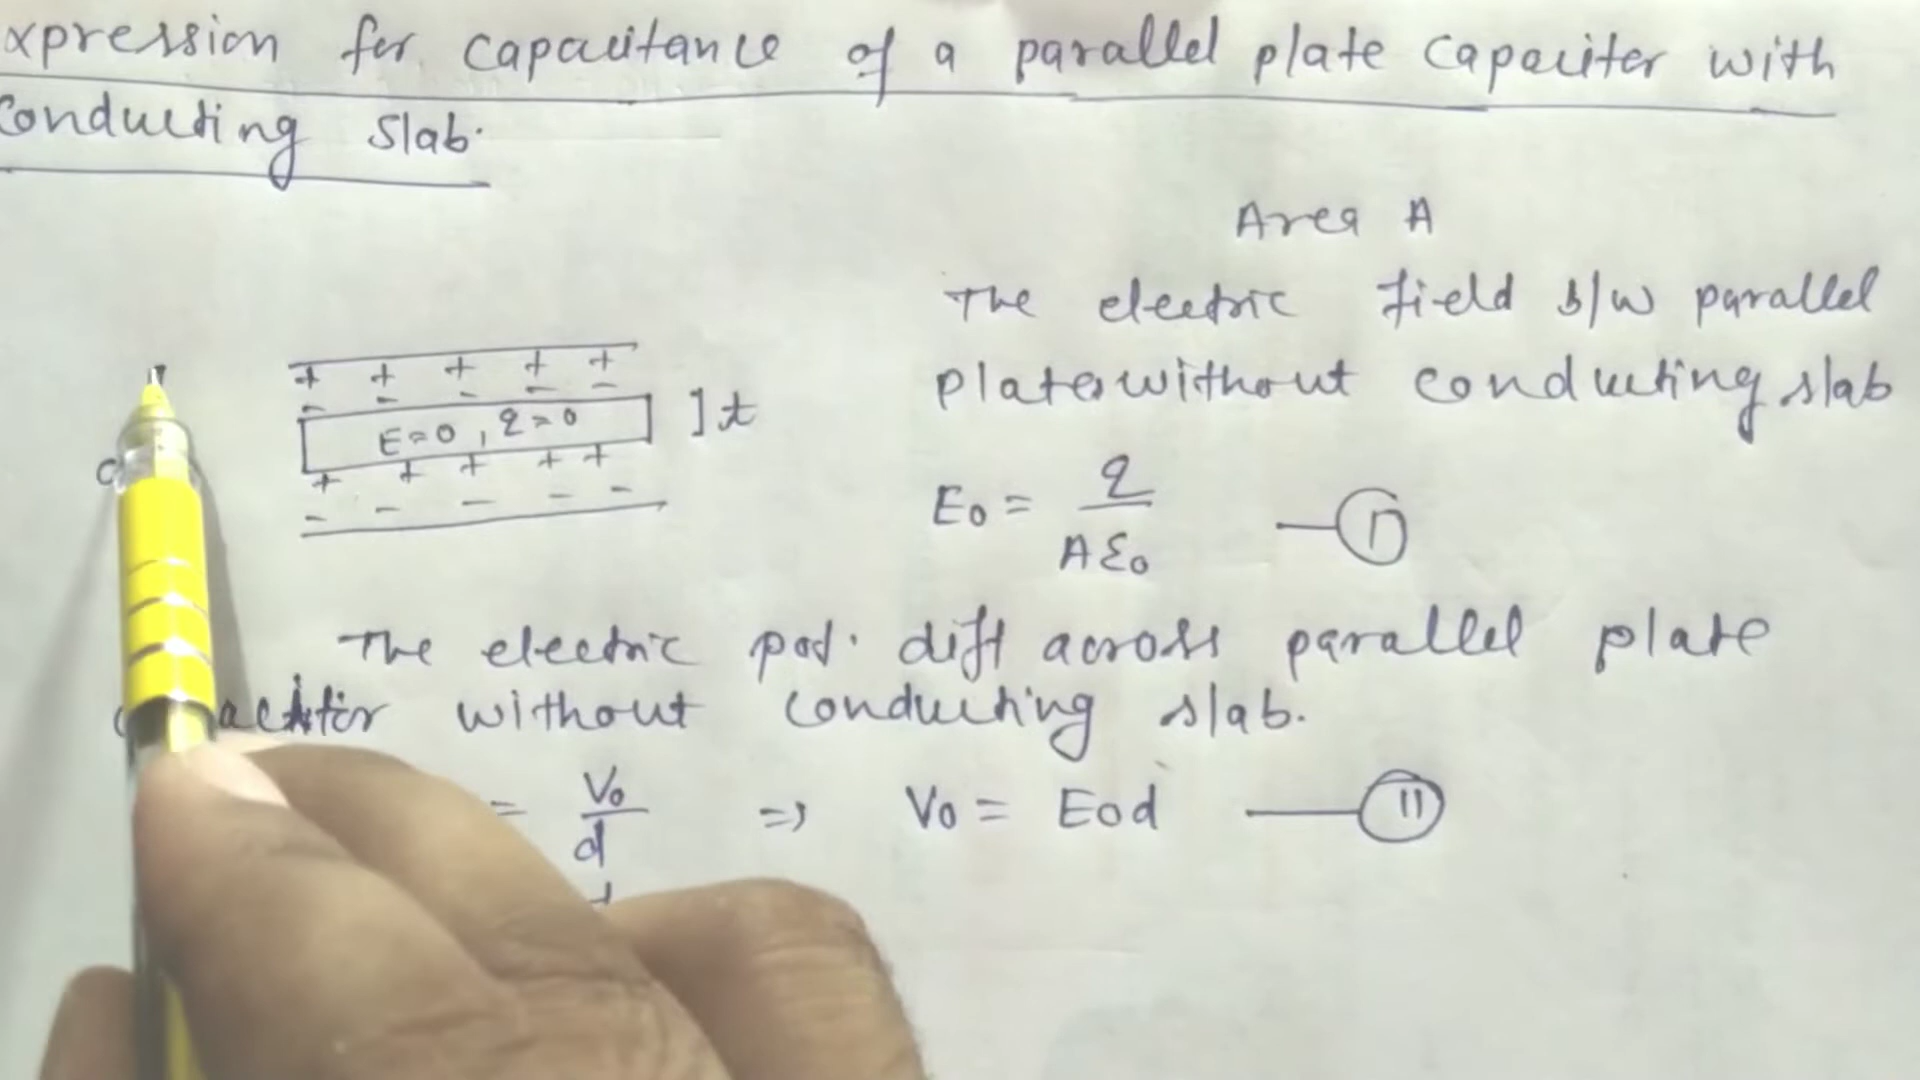 xpression for capacitance of a parallel plate capacitor with
conducting slab.
Area A
The electric field b/w parallel
plates without conducting slab
+ + + + +
- - - - -
E=0, q=0
] t
+ + + + +
- - - - -
d
E0 = q / Aε0 —(I)
The electric pot. diff across parallel plate
without conducting slab.
= V0 / d => V0 = E0d —(II)